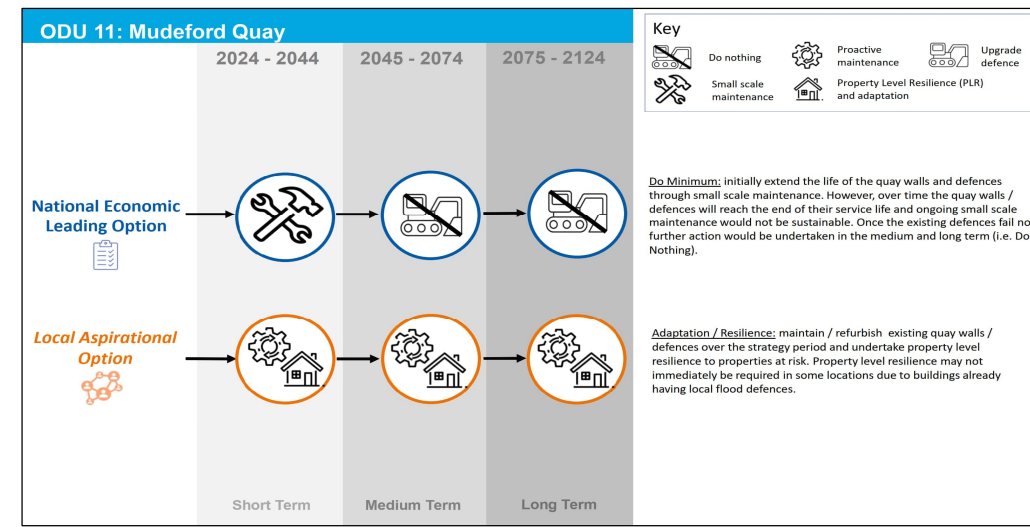 ODU 11: Mudeford Quay
2024 - 2044
2045 - 2074
2075 - 2124
Key
Do nothing
Proactive
maintenance
Upgrade
defence
Small scale
maintenance
Property Level Resilience (PLR)
and adaptation
National Economic
Leading Option
Do Minimum: initially extend the life of the quay walls and defences
through small scale maintenance. However, over time the quay walls /
defences will reach the end of their service life and ongoing small scale
maintenance would not be sustainable. Once the existing defences fail no
further action would be undertaken in the medium and long term (i.e. Do
Nothing).
Local Aspirational
Option
Adaptation / Resilience: maintain / refurbish existing quay walls /
defences over the strategy period and undertake property level
resilience to properties at risk. Property level resilience may not
immediately be required in some locations due to buildings already
having local flood defences.
Short Term
Medium Term
Long Term